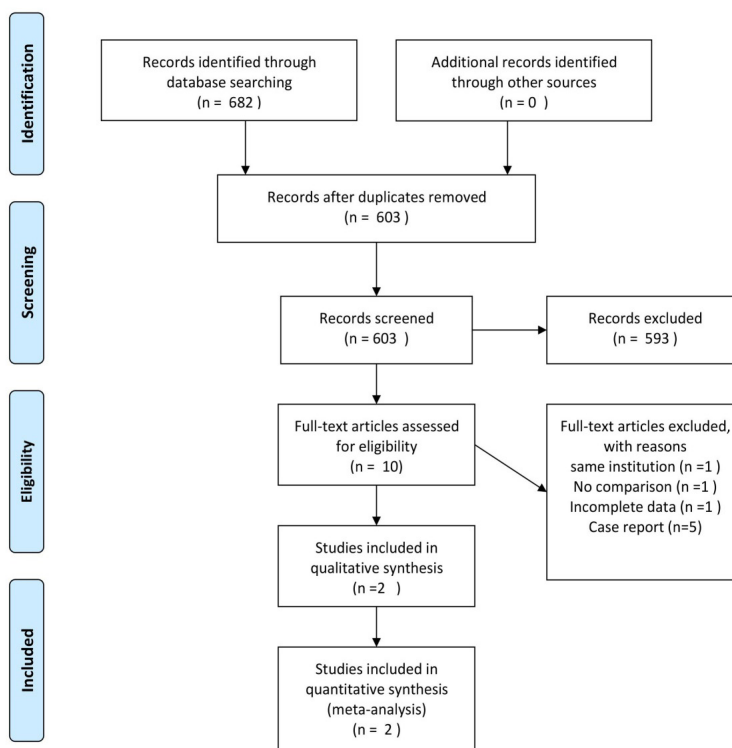 Identification
Records identified through
database searching
(n = 682 )
Additional records identified
through other sources
(n = 0 )
Records after duplicates removed
(n = 603 )
Screening
Records screened
(n = 603 )
Records excluded
(n = 593 )
Eligibility
Full-text articles assessed
for eligibility
(n = 10)
Full-text articles excluded,
with reasons
same institution (n =1 )
No comparison (n =1 )
Incomplete data (n =1 )
Case report (n=5)
Studies included in
qualitative synthesis
(n =2 )
Included
Studies included in
quantitative synthesis
(meta-analysis)
(n = 2 )